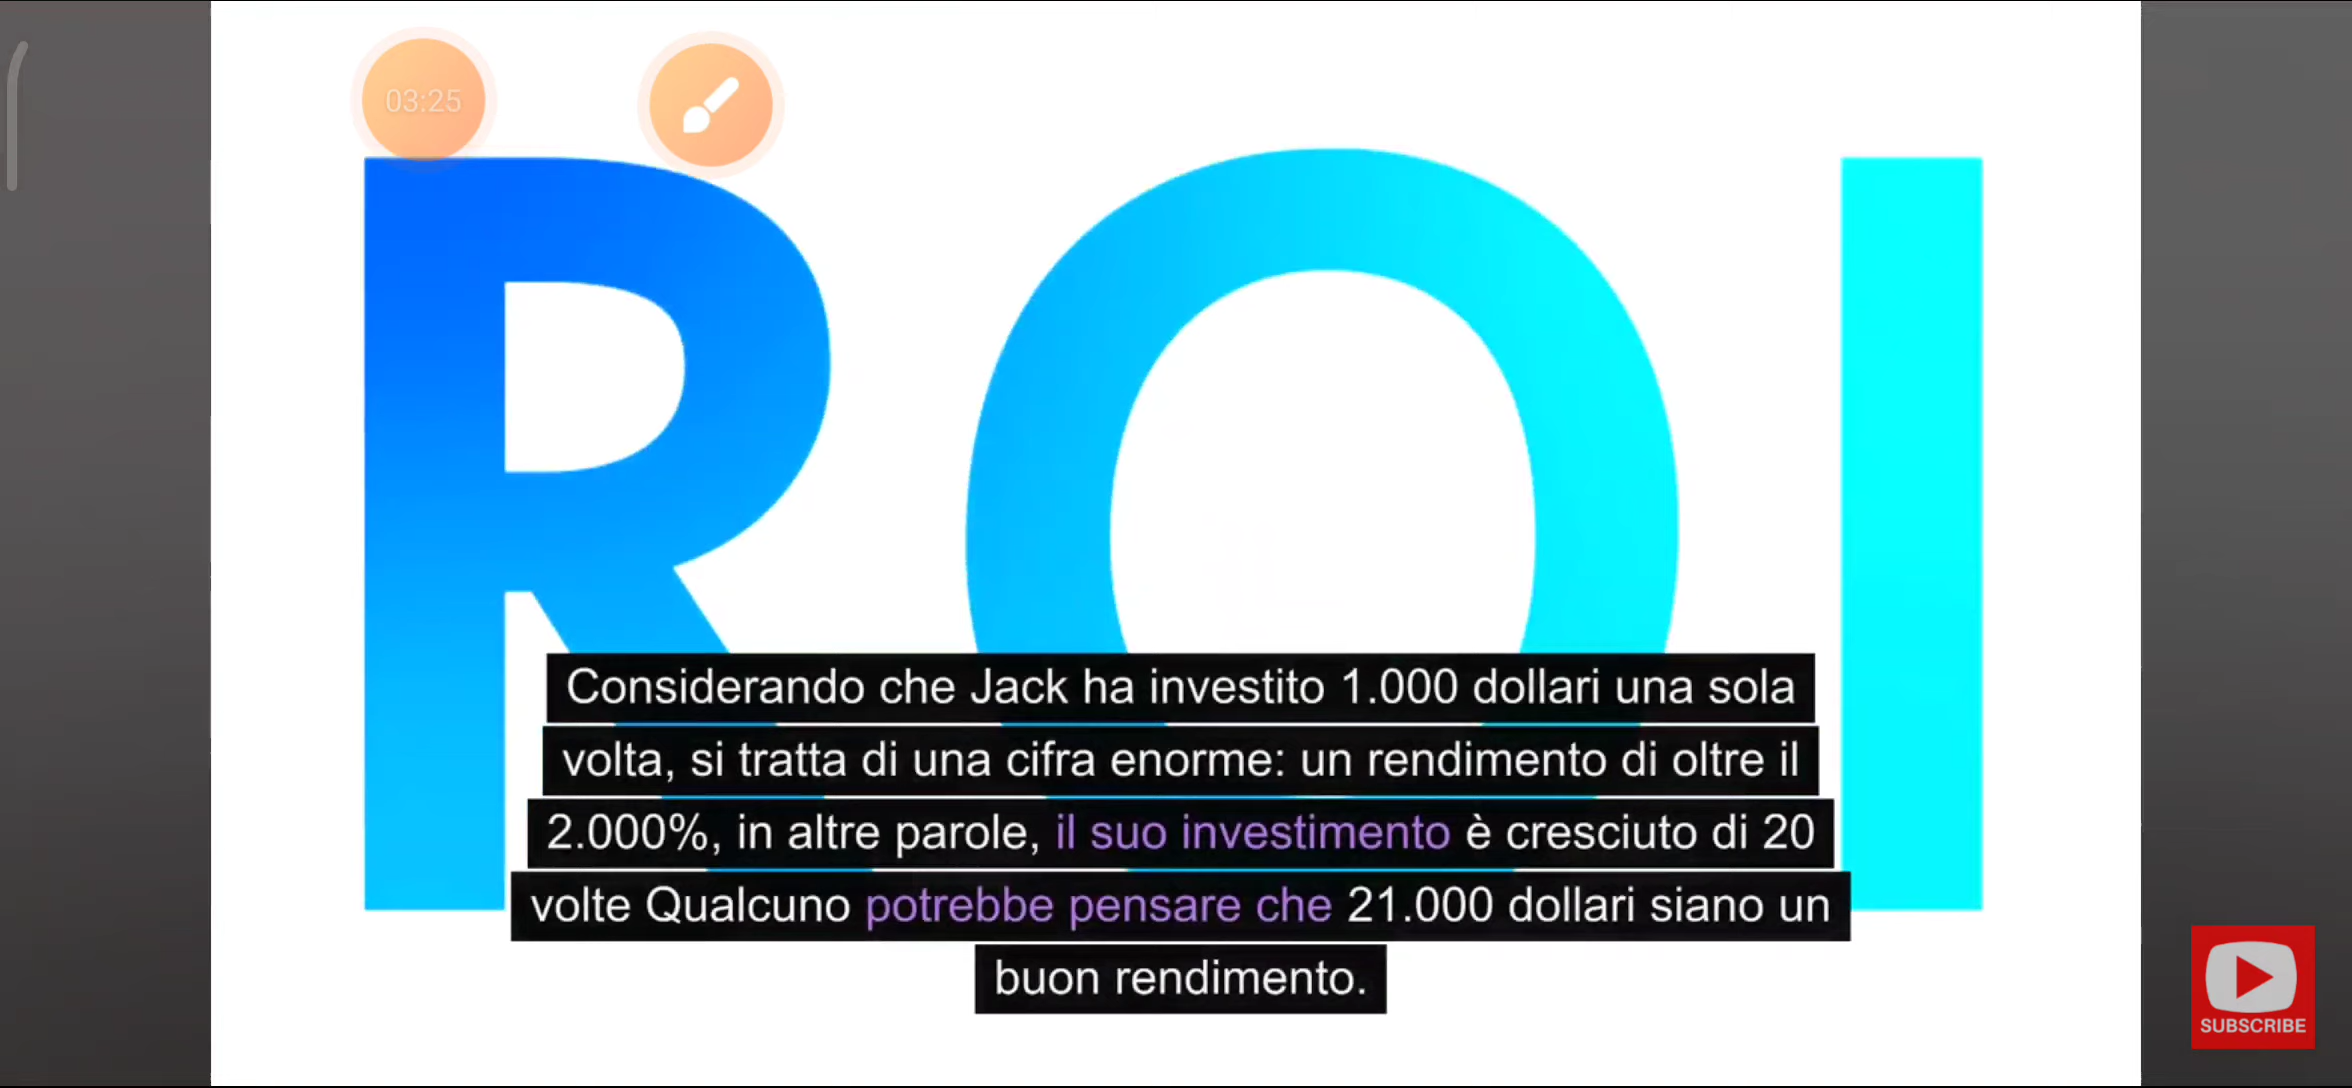 03:25
ROI
Considerando che Jack ha investito 1.000 dollari una sola
volta, si tratta di una cifra enorme: un rendimento di oltre il
2.000%, in altre parole, il suo investimento è cresciuto di 20
volte Qualcuno potrebbe pensare che 21.000 dollari siano un
buon rendimento.
SUBSCRIBE